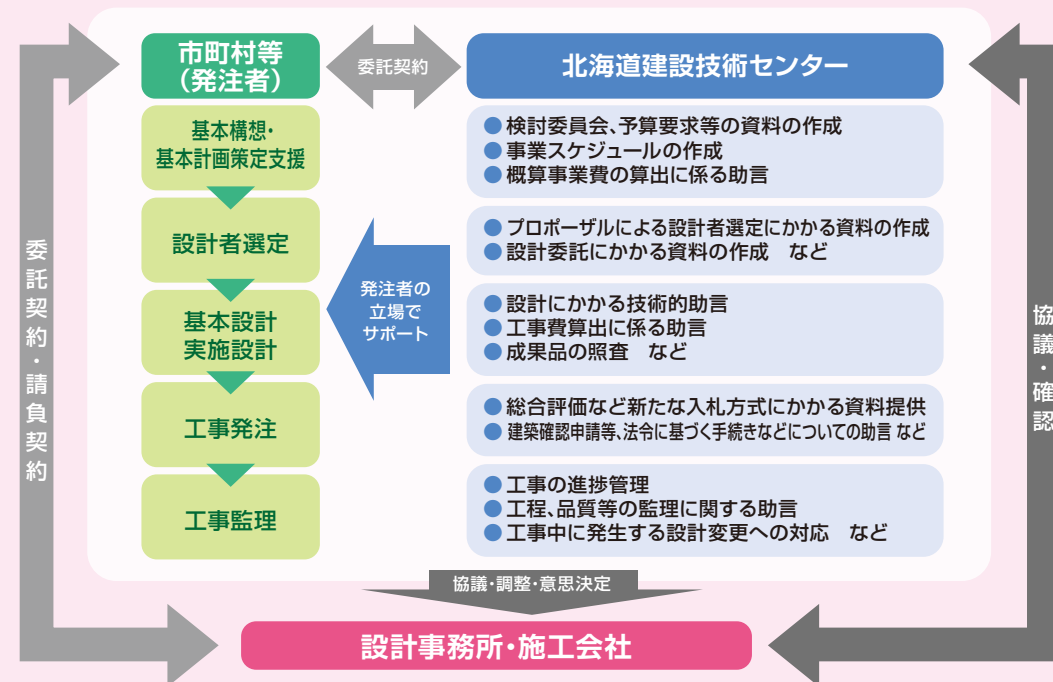 市町村等
（発注者）
委託契約
北海道建設技術センター
基本構想・
基本計画策定支援
●検討委員会、予算要求等の資料の作成
●事業スケジュールの作成
●概算事業費の算出に係る助言
設計者選定
●プロポーザルによる設計者選定にかかる資料の作成
●設計委託にかかる資料の作成　など
発注者の
立場で
サポート
基本設計
実施設計
●設計にかかる技術的助言
●工事費算出に係る助言
●成果品の照査　など
工事発注
●総合評価など新たな入札方式にかかる資料提供
●建築確認申請等、法令に基づく手続きなどについての助言 など
工事監理
●工事の進捗管理
●工程、品質等の監理に関する助言
●工事中に発生する設計変更への対応　など
委託契約・請負契約
協議・確認
協議・調整・意思決定
設計事務所・施工会社